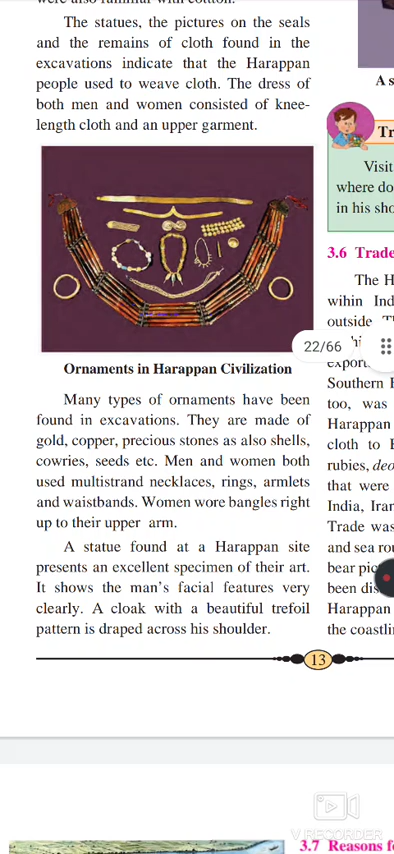 The statues, the pictures on the seals
and the remains of cloth found in the
excavations indicate that the Harappan
people used to weave cloth. The dress of
both men and women consisted of knee-
length cloth and an upper garment.
Ornaments in Harappan Civilization
Many types of ornaments have been
found in excavations. They are made of
gold, copper, precious stones as also shells,
cowries, seeds etc. Men and women both
used multistrand necklaces, rings, armlets
and waistbands. Women wore bangles right
up to their upper arm.
A statue found at a Harappan site
presents an excellent specimen of their art.
It shows the man's facial features very
clearly. A cloak with a beautiful trefoil
pattern is draped across his shoulder.
A s
Tr
Visit
where do
in his sho
3.6 Trade
The H
wihin Ind
outside
22/66
Southern
too, was
Harappan
cloth to
rubies, deo
that were
India, Iran
Trade was
and sea rou
bear pic
been dis
Harappan
the coastli
13
V RECORDER
3.7 Reasons f